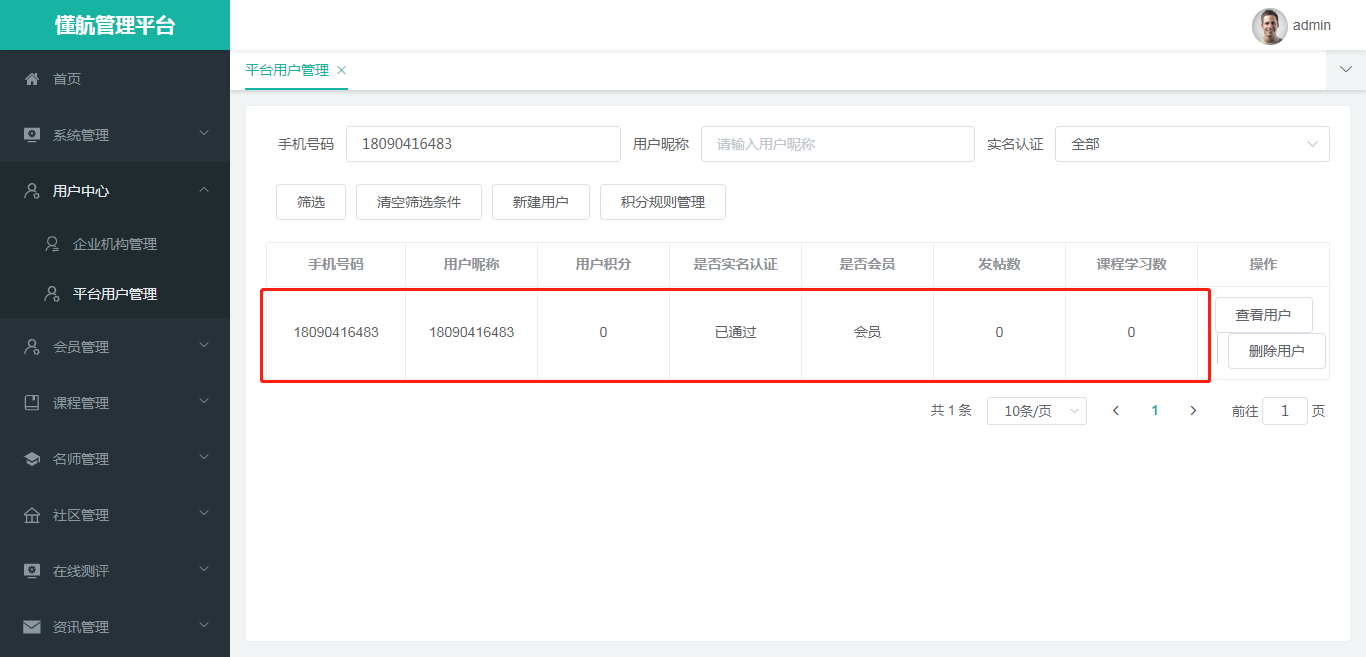 懂航管理平台
admin
首页
系统管理
用户中心
企业机构管理
平台用户管理
会员管理
课程管理
名师管理
社区管理
在线测评
资讯管理
平台用户管理
手机号码 18090416483 用户昵称 请输入用户昵称 实名认证 全部
筛选 清空筛选条件 新建用户 积分规则管理
手机号码 用户昵称 用户积分 是否实名认证 是否会员 发帖数 课程学习数 操作
18090416483 18090416483 0 已通过 会员 0 0 查看用户
删除用户
共 1 条 10条/页 1 前往 1 页